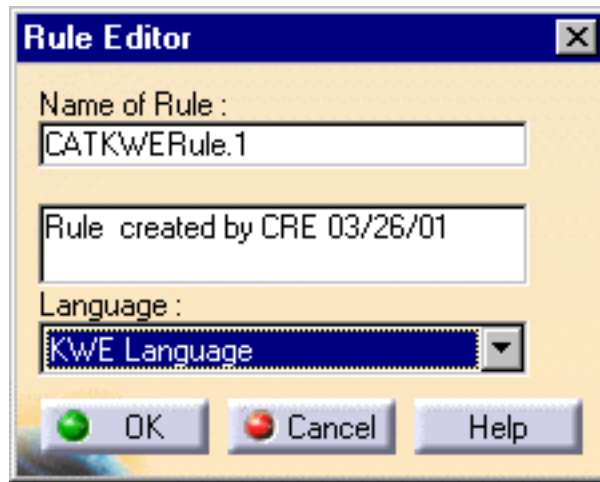 Rule Editor
Name of Rule :
CATKWERule.1
Rule  created by CRE 03/26/01
Language :
KWE Language
OK Cancel Help